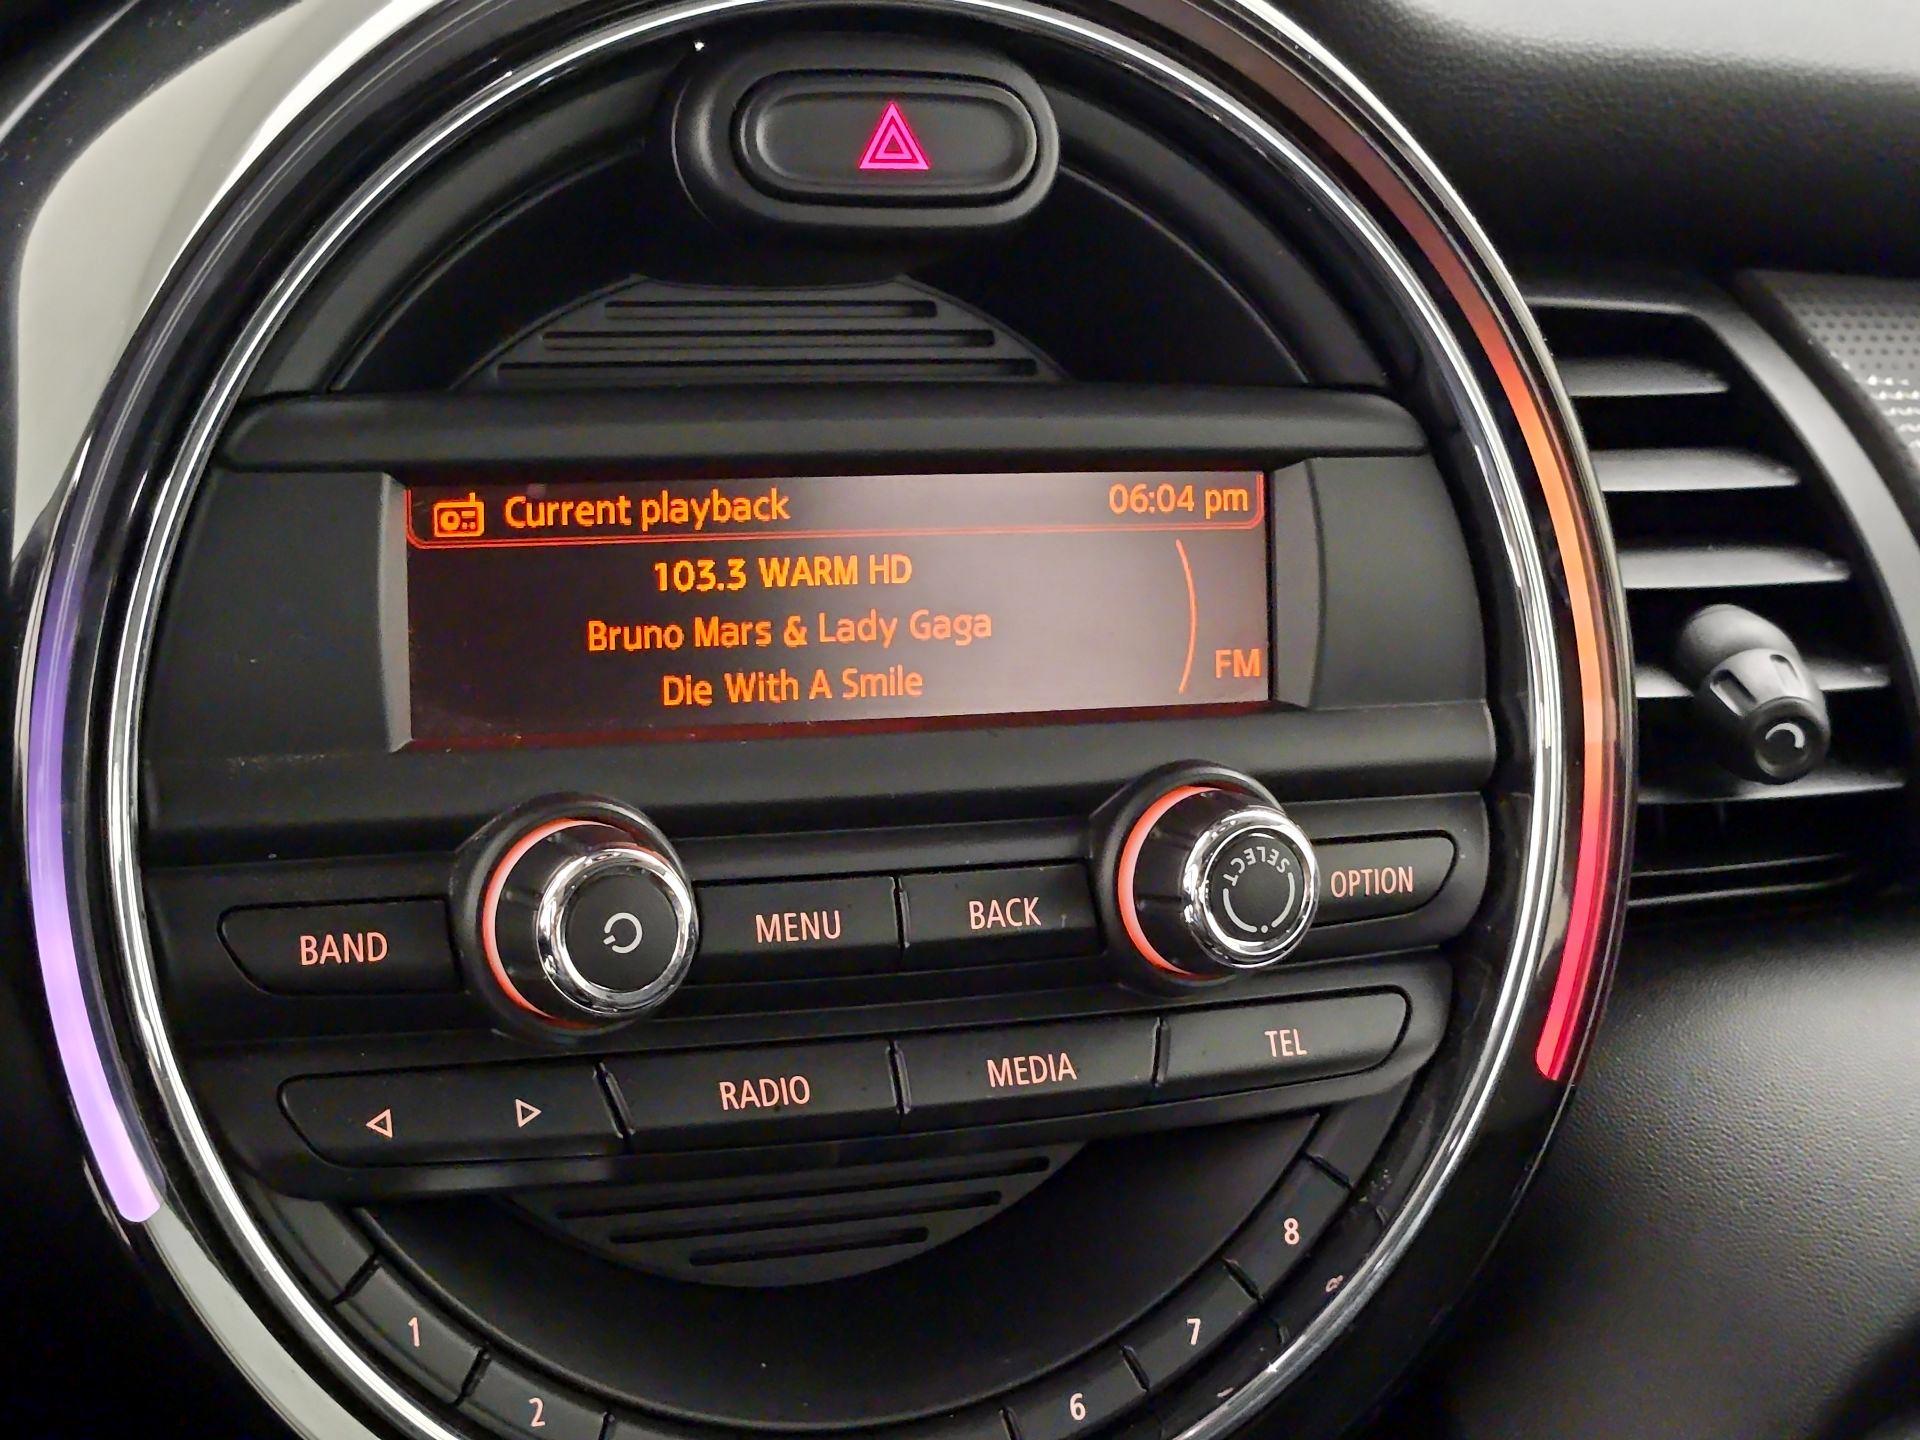 Current playback 06:04 pm
103.3 WARM HD
Bruno Mars & Lady Gaga
Die With A Smile
FM
BAND MENU BACK SELECT OPTION
RADIO MEDIA TEL
1 2 6 7 8